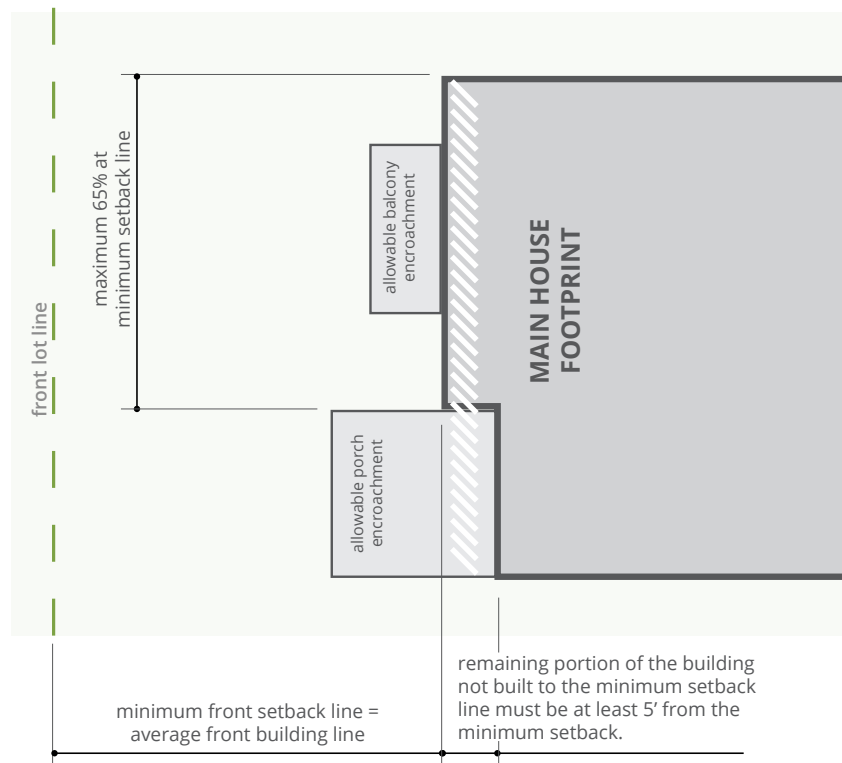 front lot line
maximum 65% at
minimum setback line
allowable balcony
encroachment
MAIN HOUSE
FOOTPRINT
allowable porch
encroachment
minimum front setback line =
average front building line
remaining portion of the building
not built to the minimum setback
line must be at least 5’ from the
minimum setback.